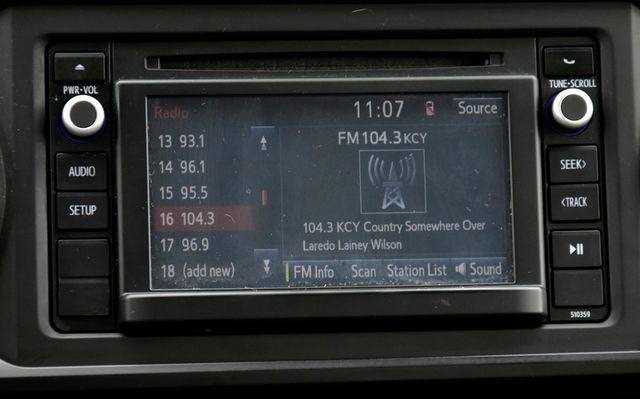 PWR·VOL
AUDIO
SETUP
Radio
11:07
Source
13 93.1
14 96.1
15 95.5
16 104.3
17 96.9
18 (add new)
FM 104.3 KCY
104.3 KCY Country Somewhere Over
Laredo Lainey Wilson
FM Info Scan Station List Sound
TUNE·SCROLL
SEEK>
<TRACK
510359